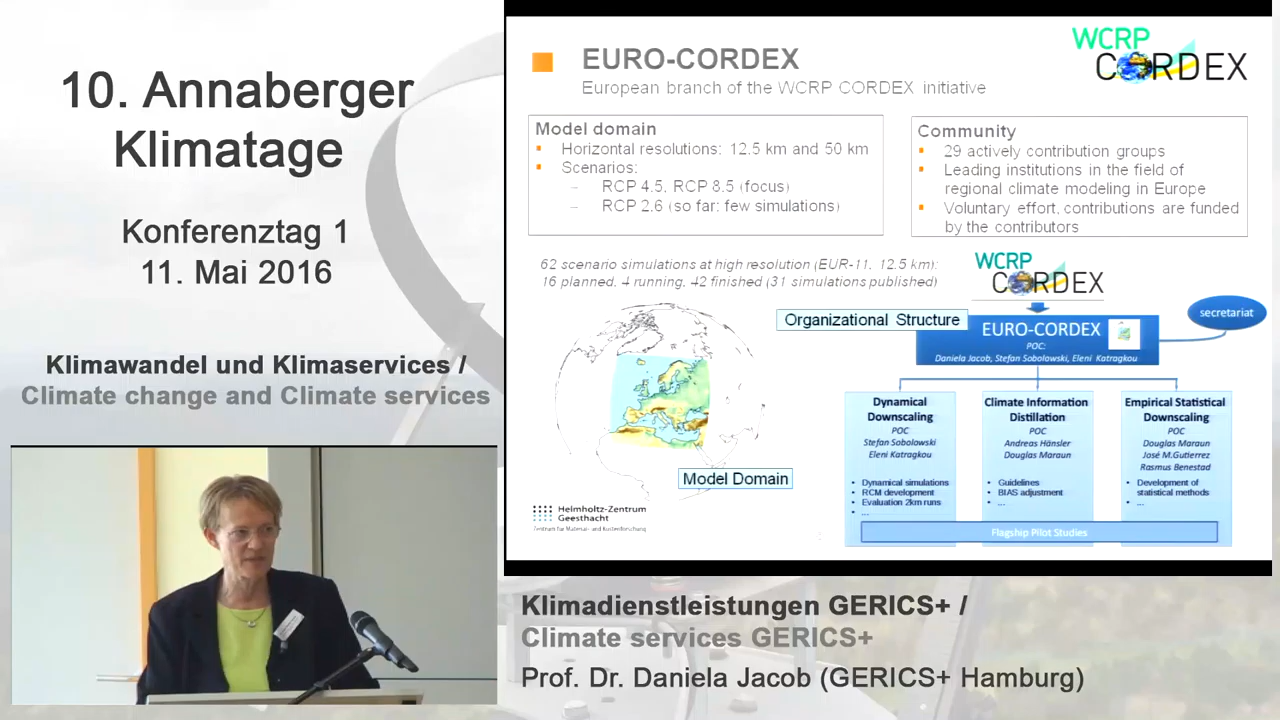 10. Annaberger
Klimatage
Konferenztag 1
11. Mai 2016
Klimawandel und Klimaservices /
Climate change and Climate services
EURO-CORDEX
European branch of the WCRP CORDEX initiative
WCRP
CORDEX
Model domain
Horizontal resolutions: 12.5 km and 50 km
Scenarios:
– RCP 4.5, RCP 8.5 (focus)
– RCP 2.6 (so far: few simulations)
Community
29 actively contribution groups
Leading institutions in the field of
regional climate modeling in Europe
Voluntary effort, contributions are funded
by the contributors
62 scenario simulations at high resolution (EUR-11, 12.5 km):
16 planned, 4 running, 42 finished (31 simulations published)
WCRP
CORDEX
Organizational Structure
EURO-CORDEX
POC:
Daniela Jacob, Stefan Sobolowski, Eleni Katragkou
secretariat
Dynamical
Downscaling
POC
Stefan Sobolowski
Eleni Katragkou
• Dynamical simulations
• RCM development
• Evaluation 2km runs
• ...
Climate Information
Distillation
POC
Andreas Hänsler
Douglas Maraun
• Guidelines
• BIAS adjustment
• ...
Empirical Statistical
Downscaling
POC
Douglas Maraun
José M.Gutierrez
Rasmus Benestad
• Development of
statistical methods
• ...
Flagship Pilot Studies
Model Domain
Helmholtz-Zentrum
Geesthacht
Zentrum für Material- und Küstenforschung
Klimadienstleistungen GERICS+ /
Climate services GERICS+
Prof. Dr. Daniela Jacob (GERICS+ Hamburg)